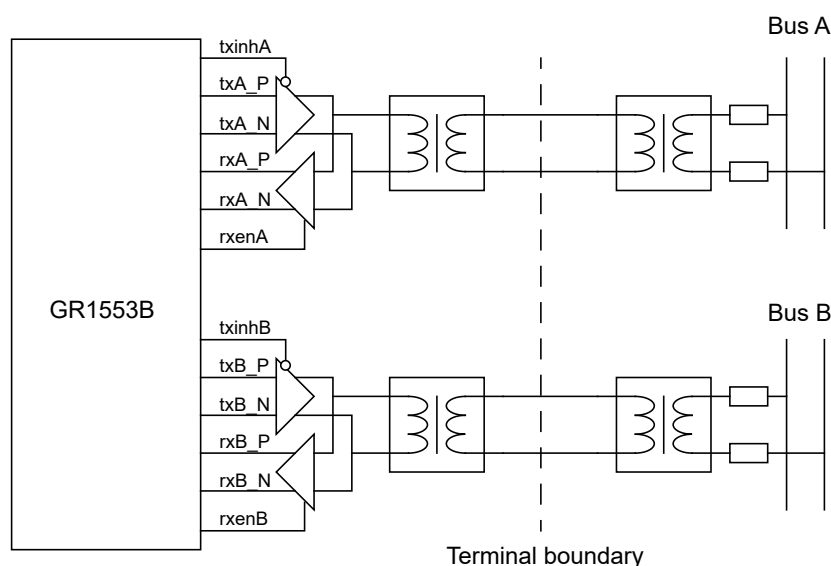 Bus A
txinhA
txA_P
txA_N
rxA_P
rxA_N
rxenA
GR1553B
Bus B
txinhB
txB_P
txB_N
rxB_P
rxB_N
rxenB
Terminal boundary